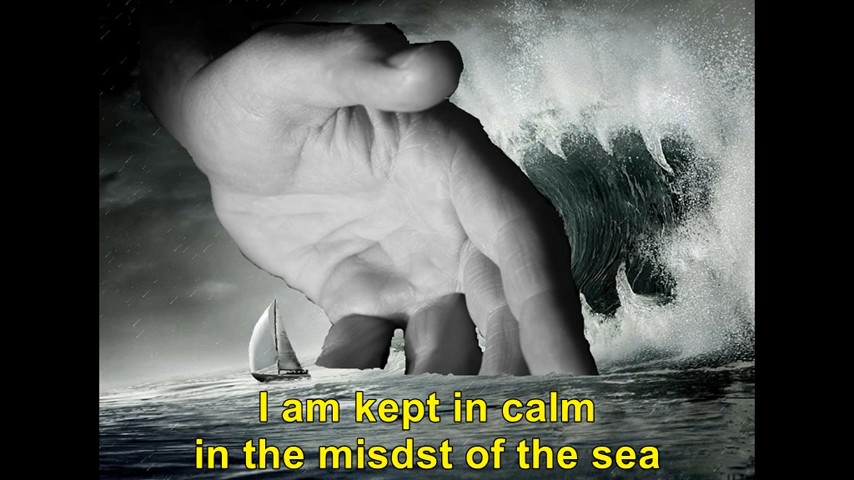 I am kept in calm
in the misdst of the sea